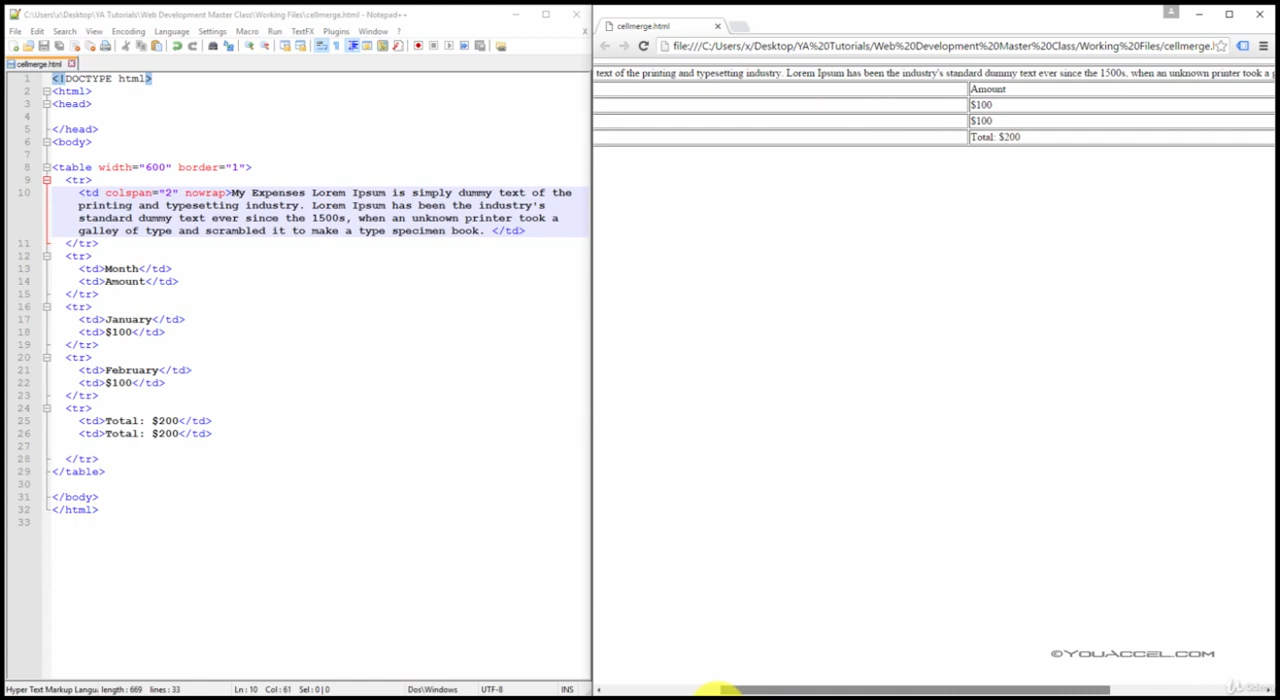 C:\Users\x\Desktop\YA Tutorials\Web Development Master Class\Working Files\cellmerge.html - Notepad++
File Edit Search View Encoding Language Settings Macro Run TextFX Plugins Window ?
cellmerge.html
1 <!DOCTYPE html>
2 <html>
3 <head>
4
5 </head>
6 <body>
7
8 <table width="600" border="1">
9 <tr>
10 <td colspan="2" nowrap>My Expenses Lorem Ipsum is simply dummy text of the
printing and typesetting industry. Lorem Ipsum has been the industry's
standard dummy text ever since the 1500s, when an unknown printer took a
galley of type and scrambled it to make a type specimen book. </td>
11 </tr>
12 <tr>
13 <td>Month</td>
14 <td>Amount</td>
15 </tr>
16 <tr>
17 <td>January</td>
18 <td>$100</td>
19 </tr>
20 <tr>
21 <td>February</td>
22 <td>$100</td>
23 </tr>
24 <tr>
25 <td>Total: $200</td>
26 <td>Total: $200</td>
27
28 </tr>
29 </table>
30
31 </body>
32 </html>
33
Hyper Text Markup Langu length : 669 lines : 33 Ln : 10 Col : 61 Sel : 0 | 0 Dos\Windows UTF-8 INS
cellmerge.html
file:///C:/Users/x/Desktop/YA%20Tutorials/Web%20Development%20Master%20Class/Working%20Files/cellmerge.
text of the printing and typesetting industry. Lorem Ipsum has been the industry's standard dummy text ever since the 1500s, when an unknown printer took a g
Amount
$100
$100
Total: $200
©YOUACCEL.COM